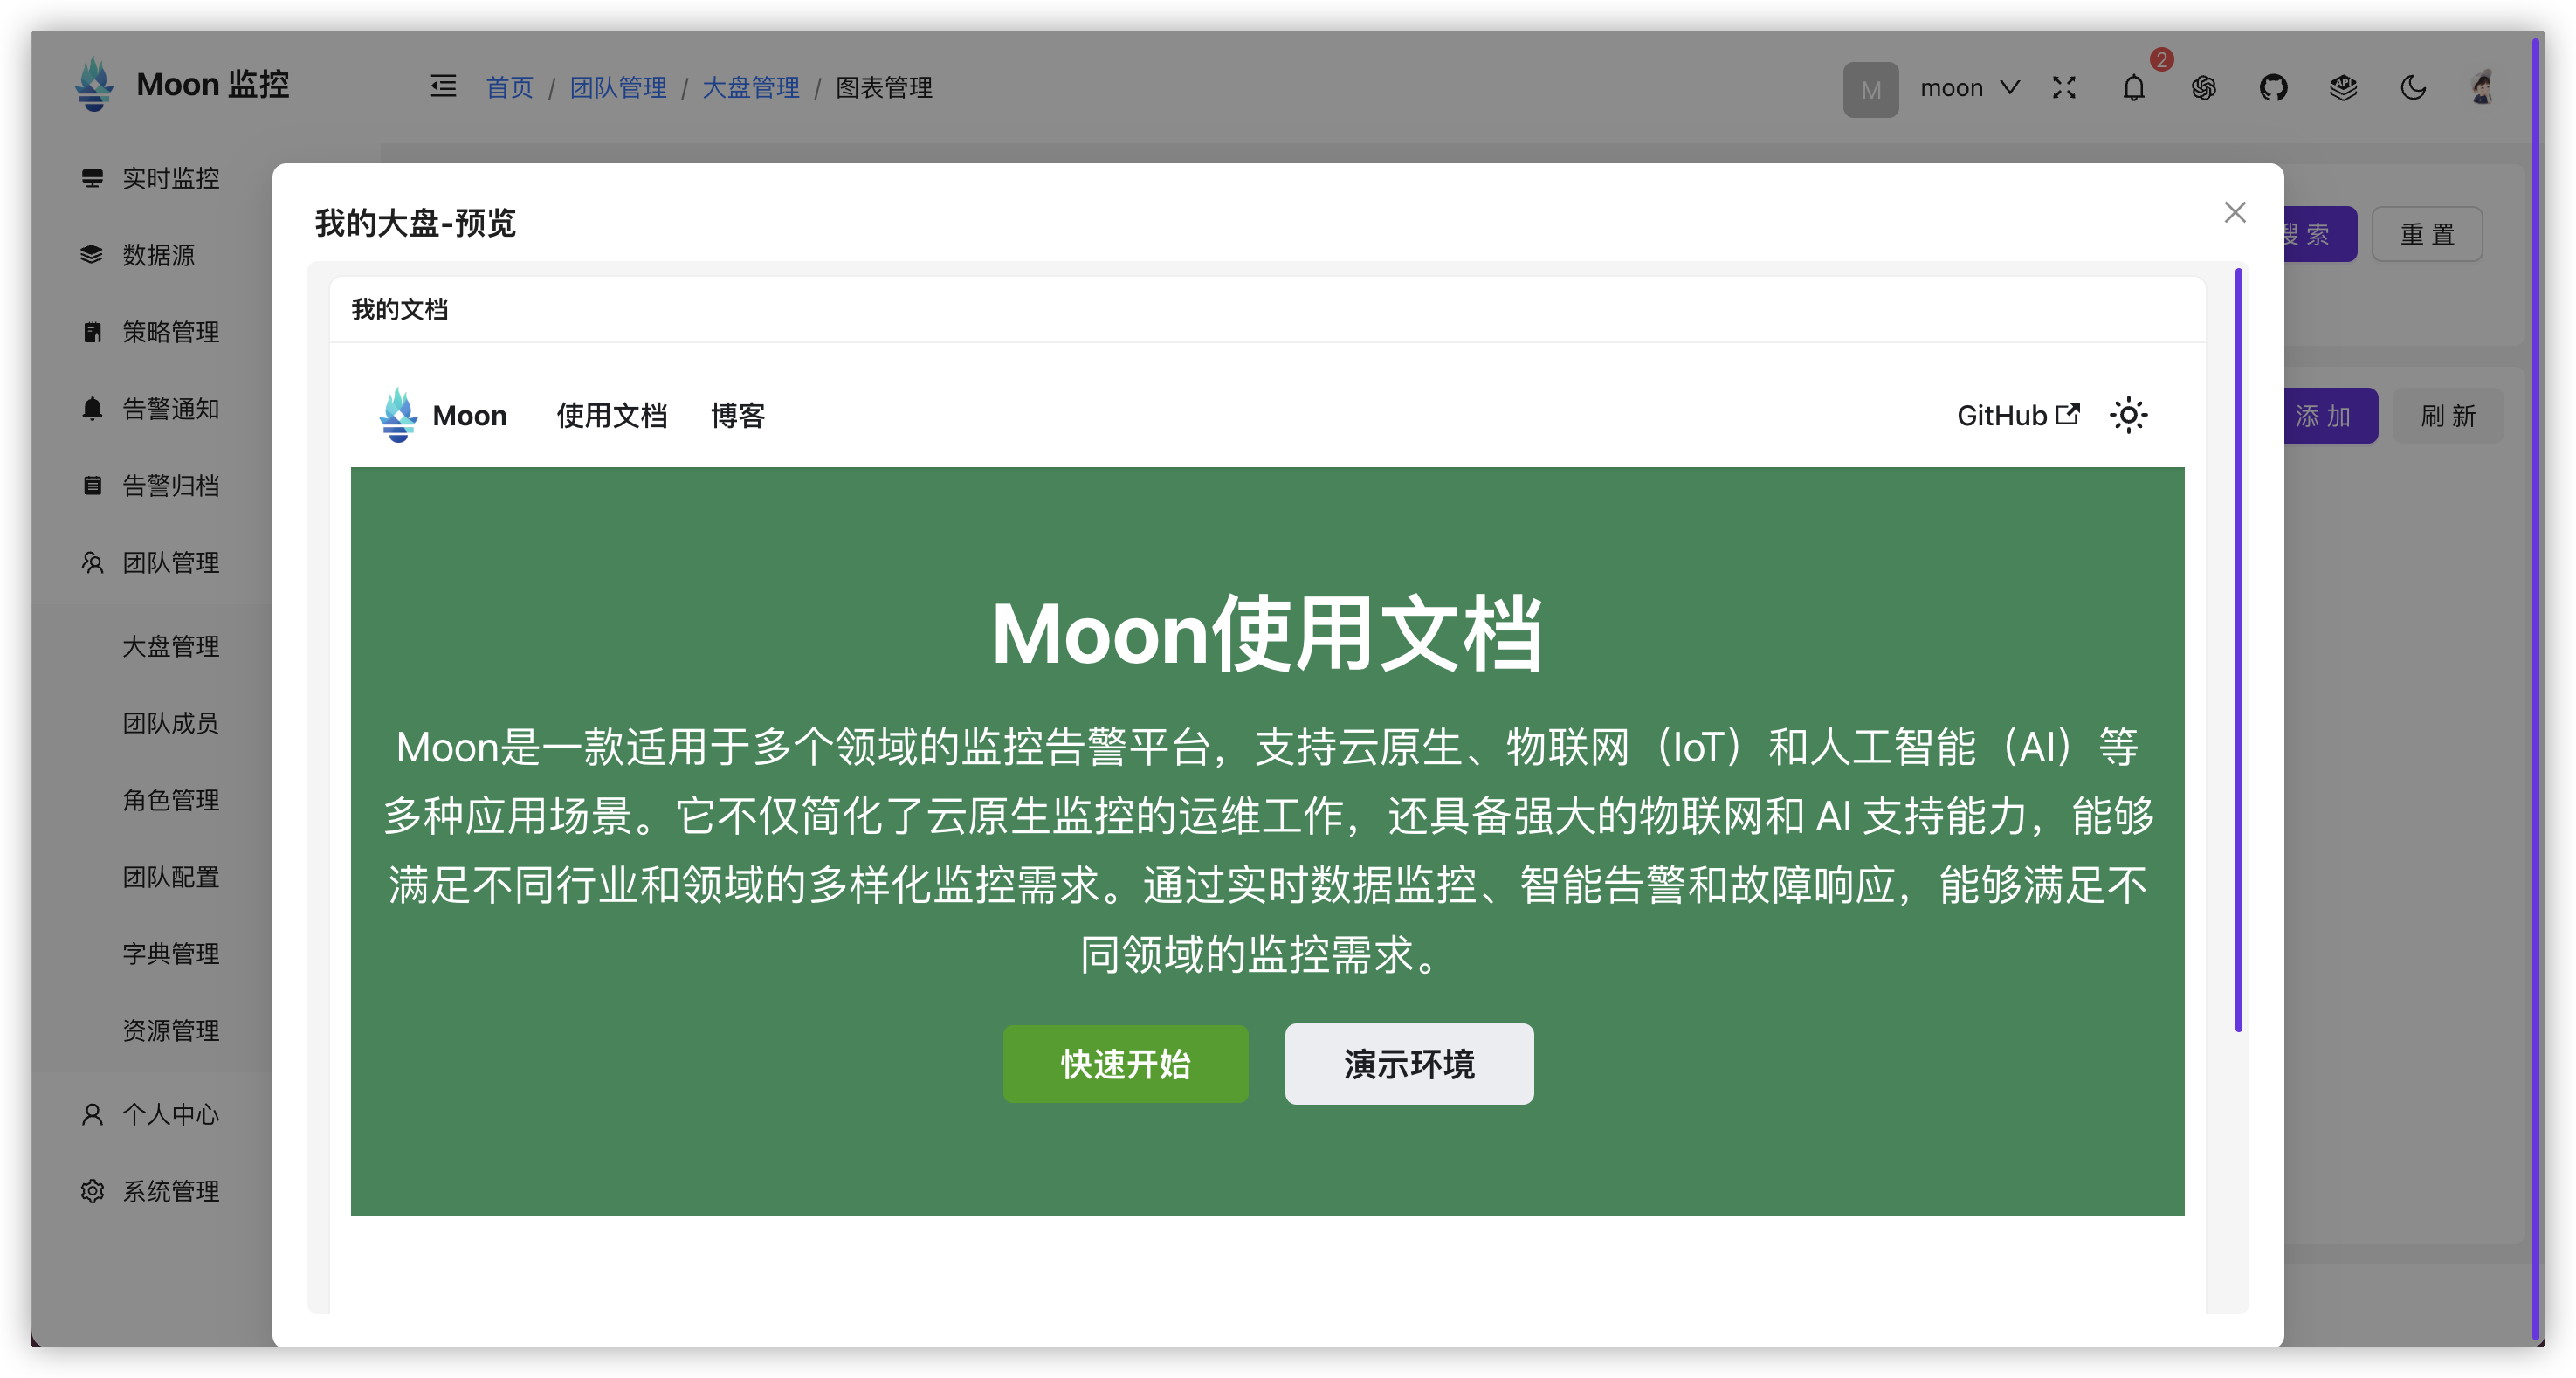 Moon 监控
首页 / 团队管理 / 大盘管理 / 图表管理
M
moon
2
API
实时监控
数据源
策略管理
告警通知
告警归档
团队管理
大盘管理
团队成员
角色管理
团队配置
字典管理
资源管理
个人中心
系统管理
搜 索
重 置
添 加
刷 新
我的大盘-预览
我的文档
Moon
使用文档
博客
GitHub
Moon使用文档
Moon是一款适用于多个领域的监控告警平台，支持云原生、物联网（IoT）和人工智能（AI）等
多种应用场景。它不仅简化了云原生监控的运维工作，还具备强大的物联网和 AI 支持能力，能够
满足不同行业和领域的多样化监控需求。通过实时数据监控、智能告警和故障响应，能够满足不
同领域的监控需求。
快速开始
演示环境